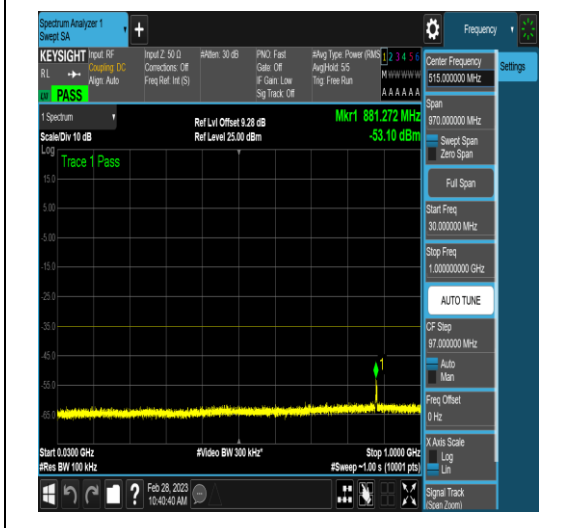 Spectrum Analyzer 1
Swept SA
+
Frequency
KEYSIGHT
RL
PASS
Input: RF
Coupling: DC
Align: Auto
Input Z: 50 Ω
Corrections: Off
Freq Ref: Int (S)
#Atten: 30 dB
PNO: Fast
Gate: Off
IF Gain: Low
Sig Track: Off
#Avg Type: Power (RMS
Avg|Hold: 5/5
Trig: Free Run
1 2 3 4 5 6
M W W W W W
A A A A A A
1 Spectrum
Scale/Div 10 dB
Ref Lvl Offset 9.28 dB
Ref Level 25.00 dBm
Mkr1 881.272 MHz
-53.10 dBm
Log
Trace 1 Pass
15.0
5.00
-5.00
-15.0
-25.0
-35.0
-45.0
-55.0
-65.0
1
Start 0.0300 GHz
#Res BW 100 kHz
#Video BW 300 kHz*
Stop 1.0000 GHz
#Sweep ~1.00 s (10001 pts)
?
Feb 28, 2023
10:40:40 AM
Center Frequency
515.000000 MHz
Settings
Span
970.000000 MHz
Swept Span
Zero Span
Full Span
Start Freq
30.000000 MHz
Stop Freq
1.000000000 GHz
AUTO TUNE
CF Step
97.000000 MHz
Auto
Man
Freq Offset
0 Hz
X Axis Scale
Log
Lin
Signal Track
(Span Zoom)